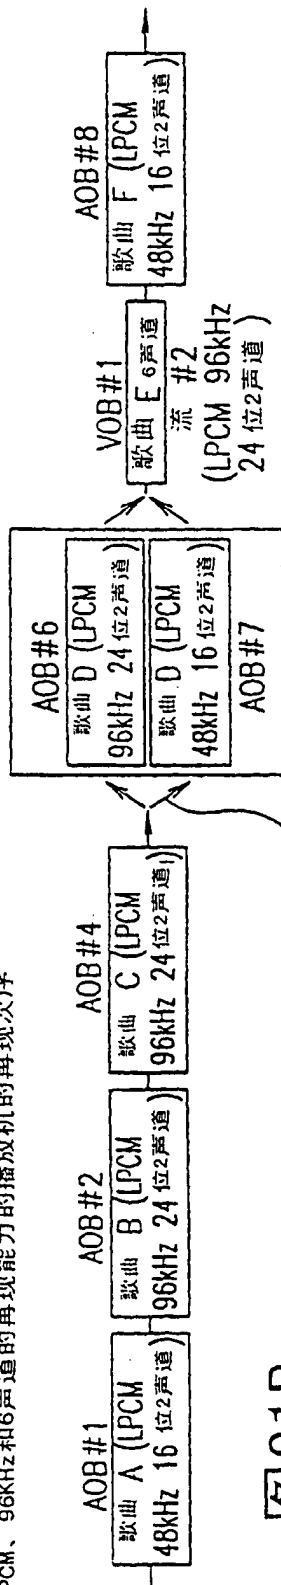 PCM、96KHz和6声道的再现能力的播放机的再现次序
AOB#1
歌曲 A (LPCM
48kHz 16 位2声道)
AOB#2
歌曲 B (LPCM
96kHz 24 位2声道)
AOB#4
歌曲 C (LPCM
96kHz 24 位2声道)
AOB#6
歌曲 D (LPCM
96kHz 24 位2声道)
歌曲 D (LPCM
48kHz 16 位2声道)
AOB#7
VOB#1
歌曲 E 6声道
流 #2
(LPCM 96kHz
24 位2声道 )
AOB#8
歌曲 F (LPCM
48kHz 16 位2声道)